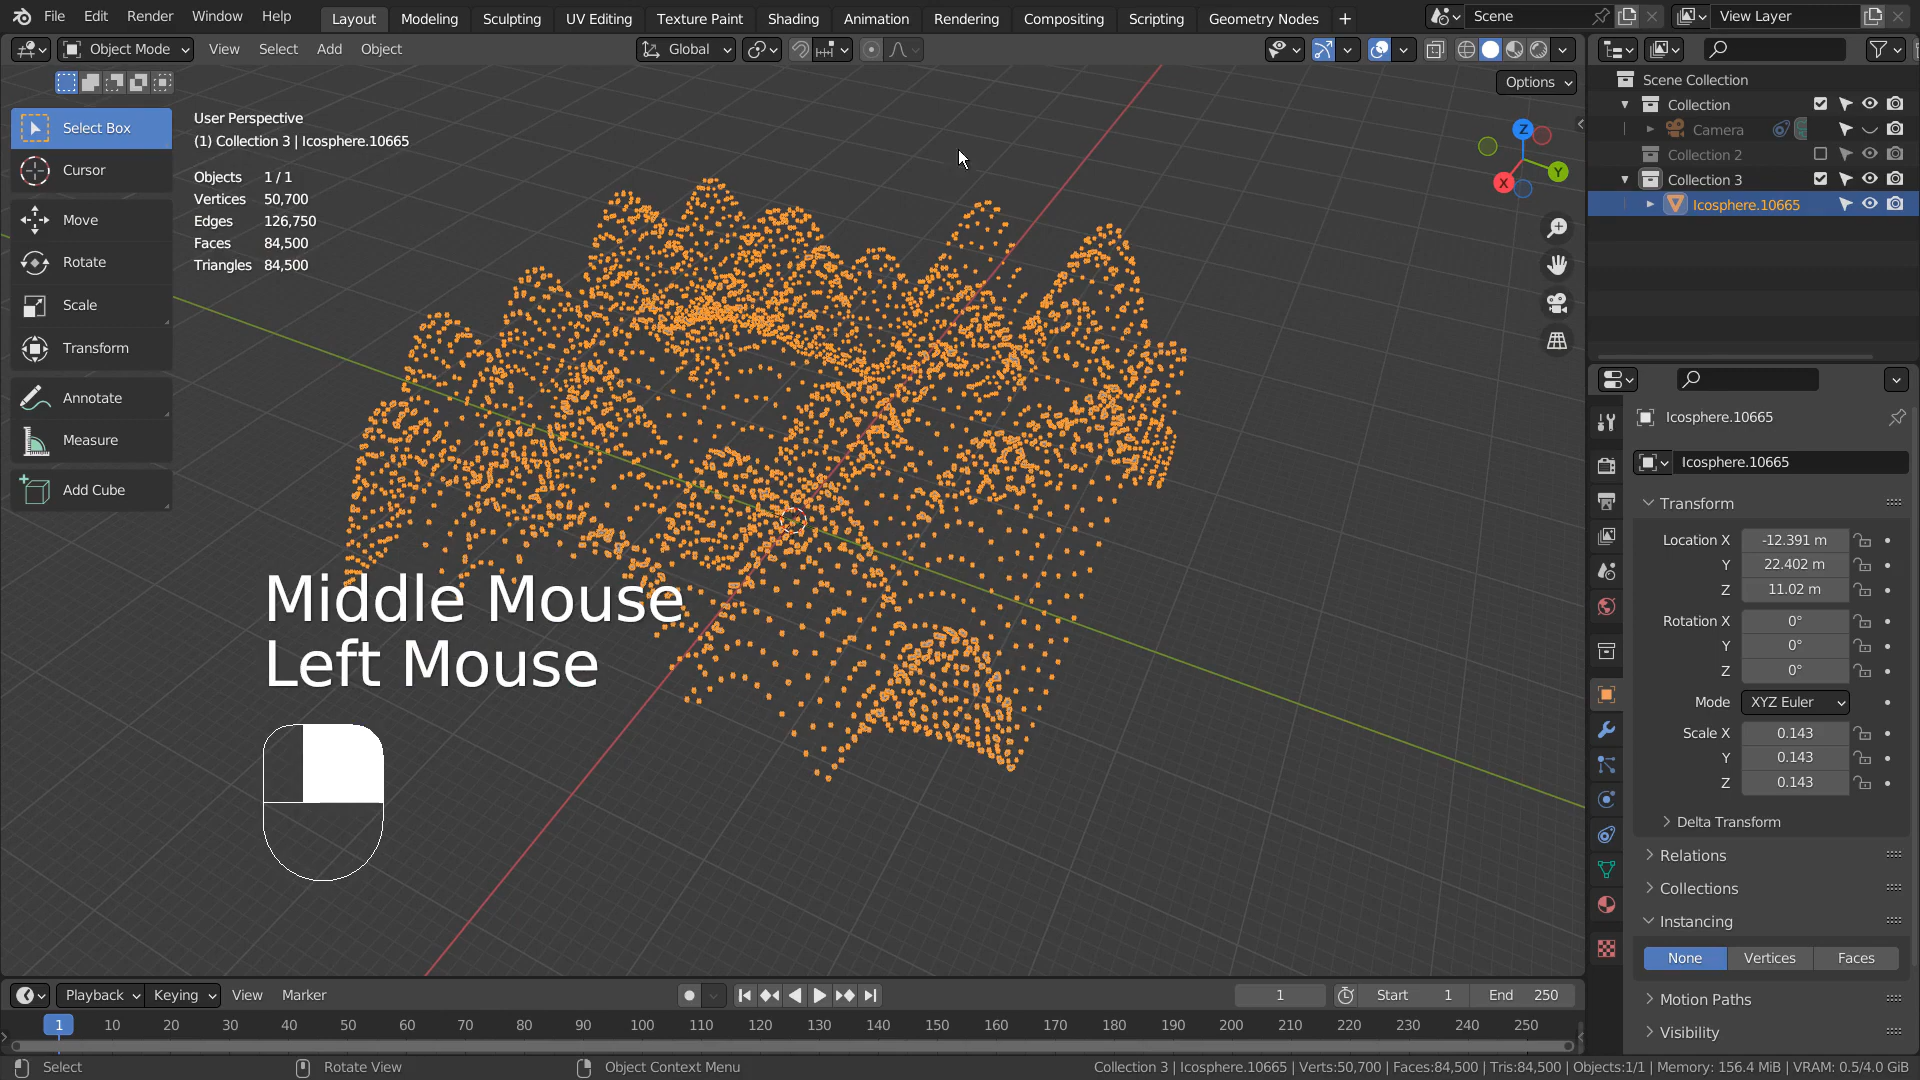 File Edit Render Window Help Layout Modeling Sculpting UV Editing Texture Paint Shading Animation Rendering Compositing Scripting Geometry Nodes + Scene View Layer
Object Mode View Select Add Object Global
Options
Select Box
Cursor
Move
Rotate
Scale
Transform
Annotate
Measure
Add Cube
User Perspective
(1) Collection 3 | Icosphere.10665
Objects 1 / 1
Vertices 50,700
Edges 126,750
Faces 84,500
Triangles 84,500
Z
Y
X
Middle Mouse
Left Mouse
Scene Collection
Collection
Camera
Collection 2
Collection 3
Icosphere.10665
Icosphere.10665
Icosphere.10665
Transform
Location X -12.391 m
Y 22.402 m
Z 11.02 m
Rotation X 0°
Y 0°
Z 0°
Mode XYZ Euler
Scale X 0.143
Y 0.143
Z 0.143
Delta Transform
Relations
Collections
Instancing
None Vertices Faces
Motion Paths
Visibility
Playback Keying View Marker 1 Start 1 End 250
1 10 20 30 40 50 60 70 80 90 100 110 120 130 140 150 160 170 180 190 200 210 220 230 240 250
Select Rotate View Object Context Menu Collection 3 | Icosphere.10665 | Verts:50,700 | Faces:84,500 | Tris:84,500 | Objects:1/1 | Memory: 156.4 MiB | VRAM: 0.5/4.0 GiB